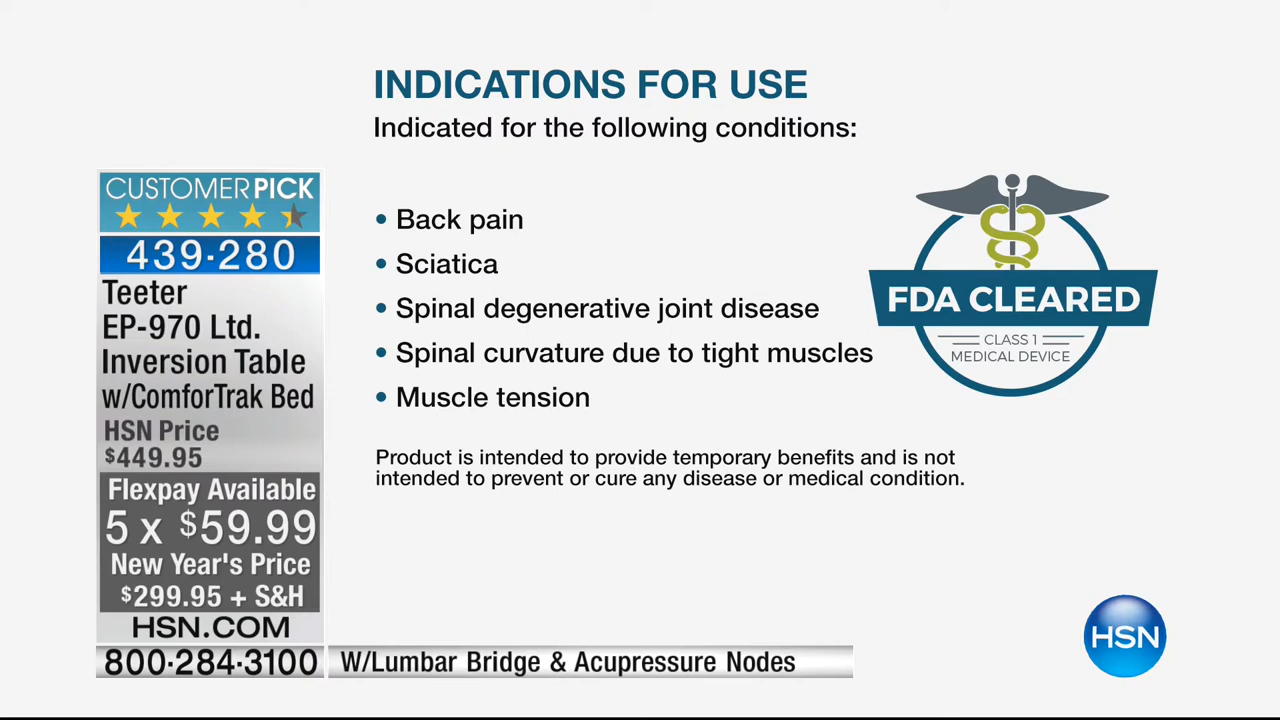 INDICATIONS FOR USE
Indicated for the following conditions:
• Back pain
• Sciatica
• Spinal degenerative joint disease
• Spinal curvature due to tight muscles
• Muscle tension
Product is intended to provide temporary benefits and is not
intended to prevent or cure any disease or medical condition.
FDA CLEARED
CLASS 1
MEDICAL DEVICE
CUSTOMER PICK
439·280
Teeter
EP-970 Ltd.
Inversion Table
w/ComforTrak Bed
HSN Price
$449.95
Flexpay Available
5 x $59.99
New Year's Price
$299.95 + S&H
HSN.COM
800·284·3100
W/Lumbar Bridge & Acupressure Nodes
HSN